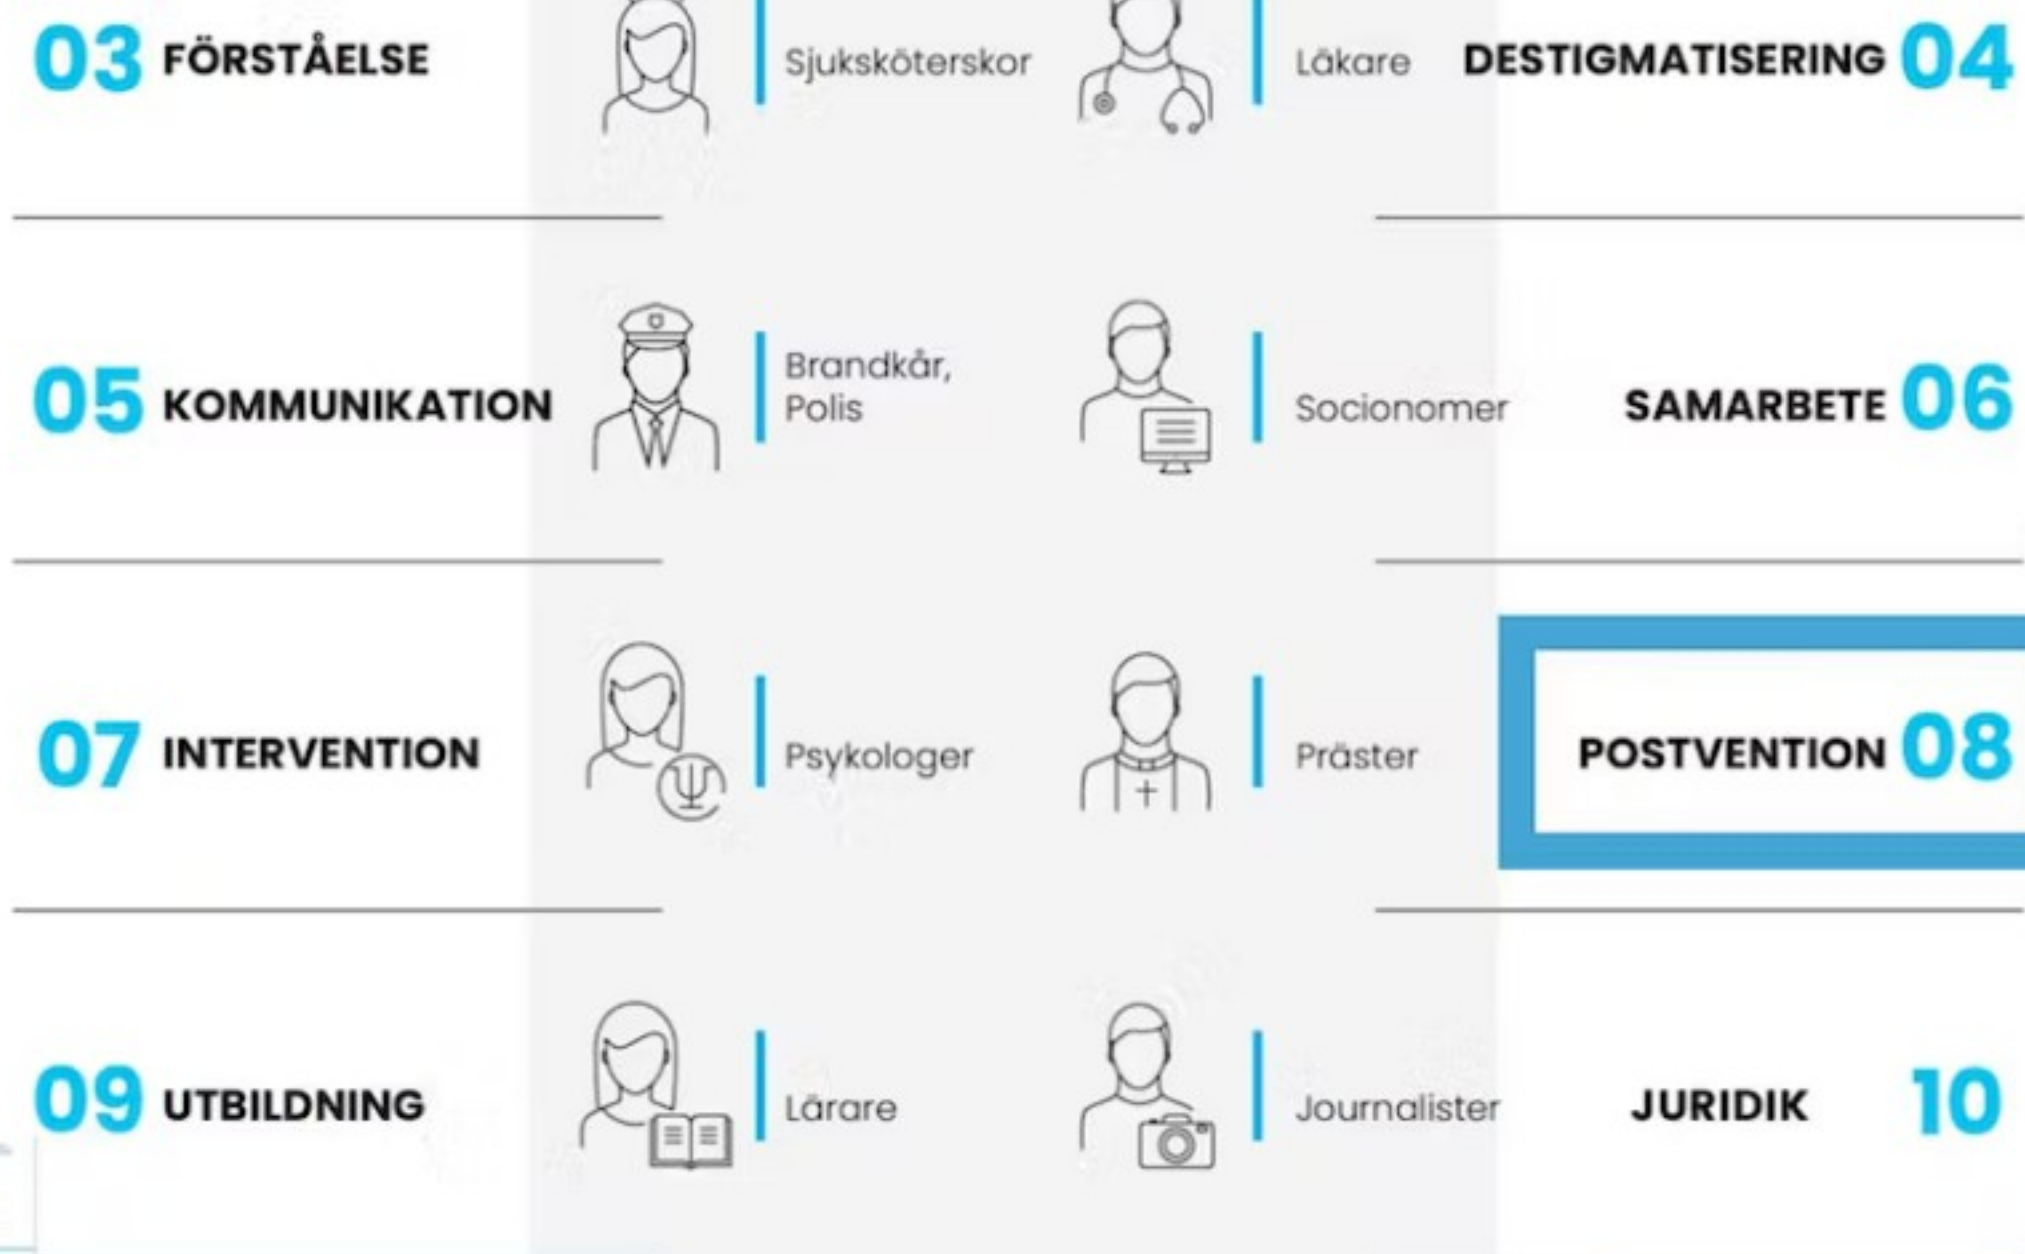 03 FÖRSTÅELSE
Sjuksköterskor
Läkare
DESTIGMATISERING 04
05 KOMMUNIKATION
Brandkår,
Polis
Socionomer
SAMARBETE 06
07 INTERVENTION
Psykologer
Präster
POSTVENTION 08
09 UTBILDNING
Lärare
Journalister
JURIDIK 10